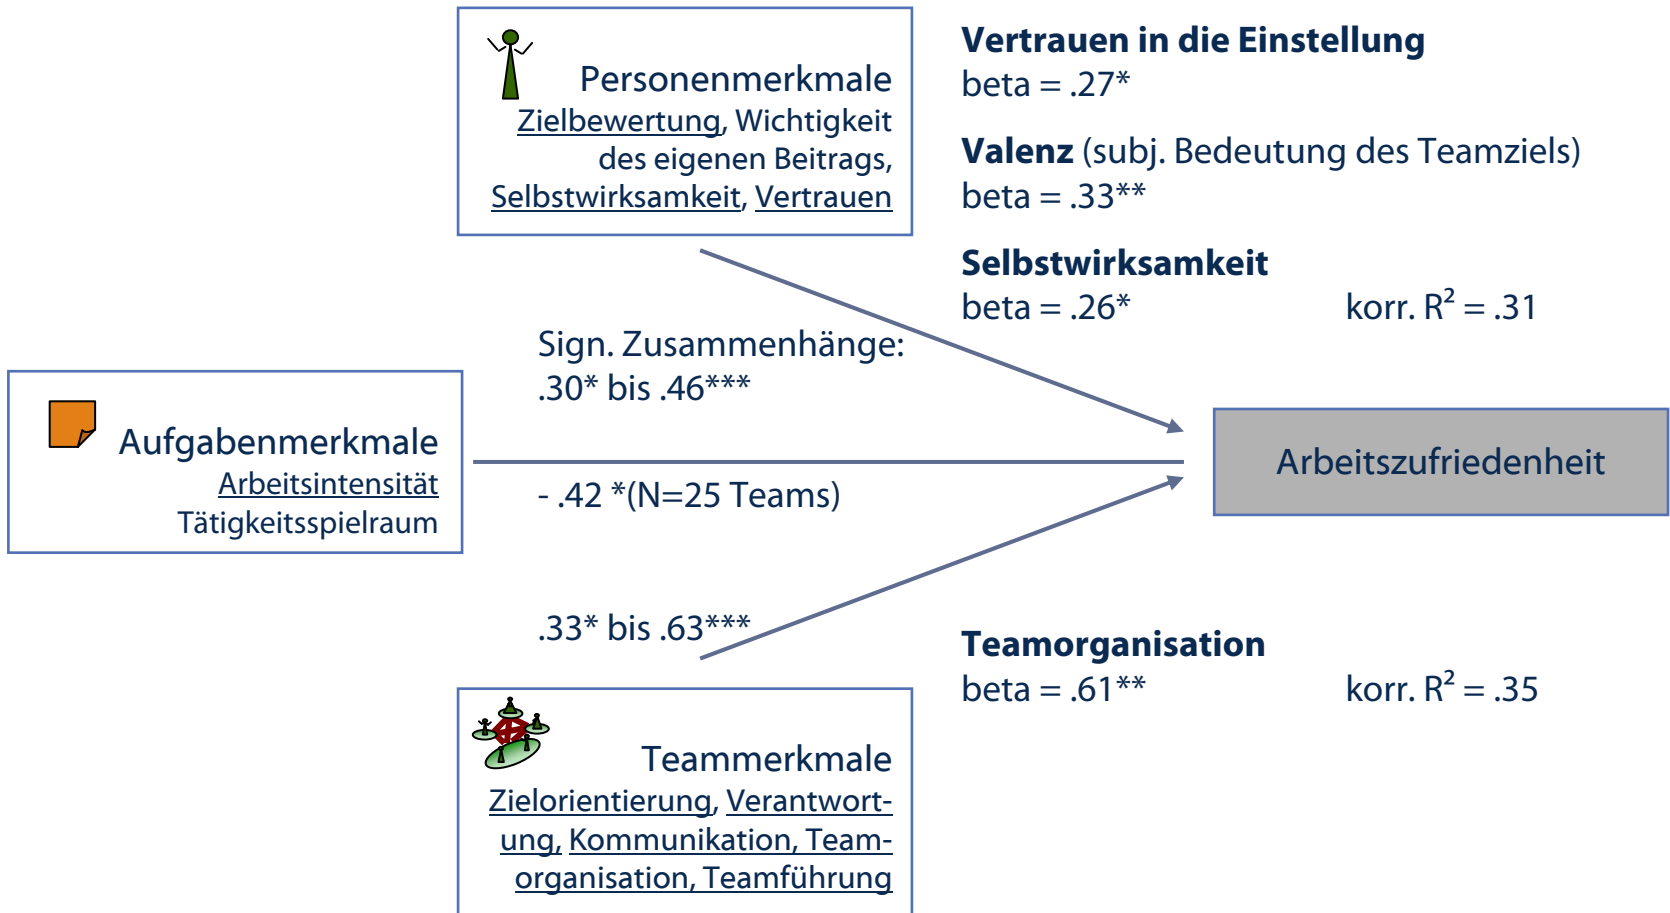 Personenmerkmale
Zielbewertung, Wichtigkeit
des eigenen Beitrags,
Selbstwirksamkeit, Vertrauen
Vertrauen in die Einstellung
beta = .27*
Valenz (subj. Bedeutung des Teamziels)
beta = .33**
Selbstwirksamkeit
beta = .26* korr. R² = .31
Sign. Zusammenhänge:
.30* bis .46***
Aufgabenmerkmale
Arbeitsintensität
Tätigkeitsspielraum
- .42 *(N=25 Teams)
Arbeitszufriedenheit
.33* bis .63***
Teamorganisation
beta = .61** korr. R² = .35
Teammerkmale
Zielorientierung, Verantwort-
ung, Kommunikation, Team-
organisation, Teamführung